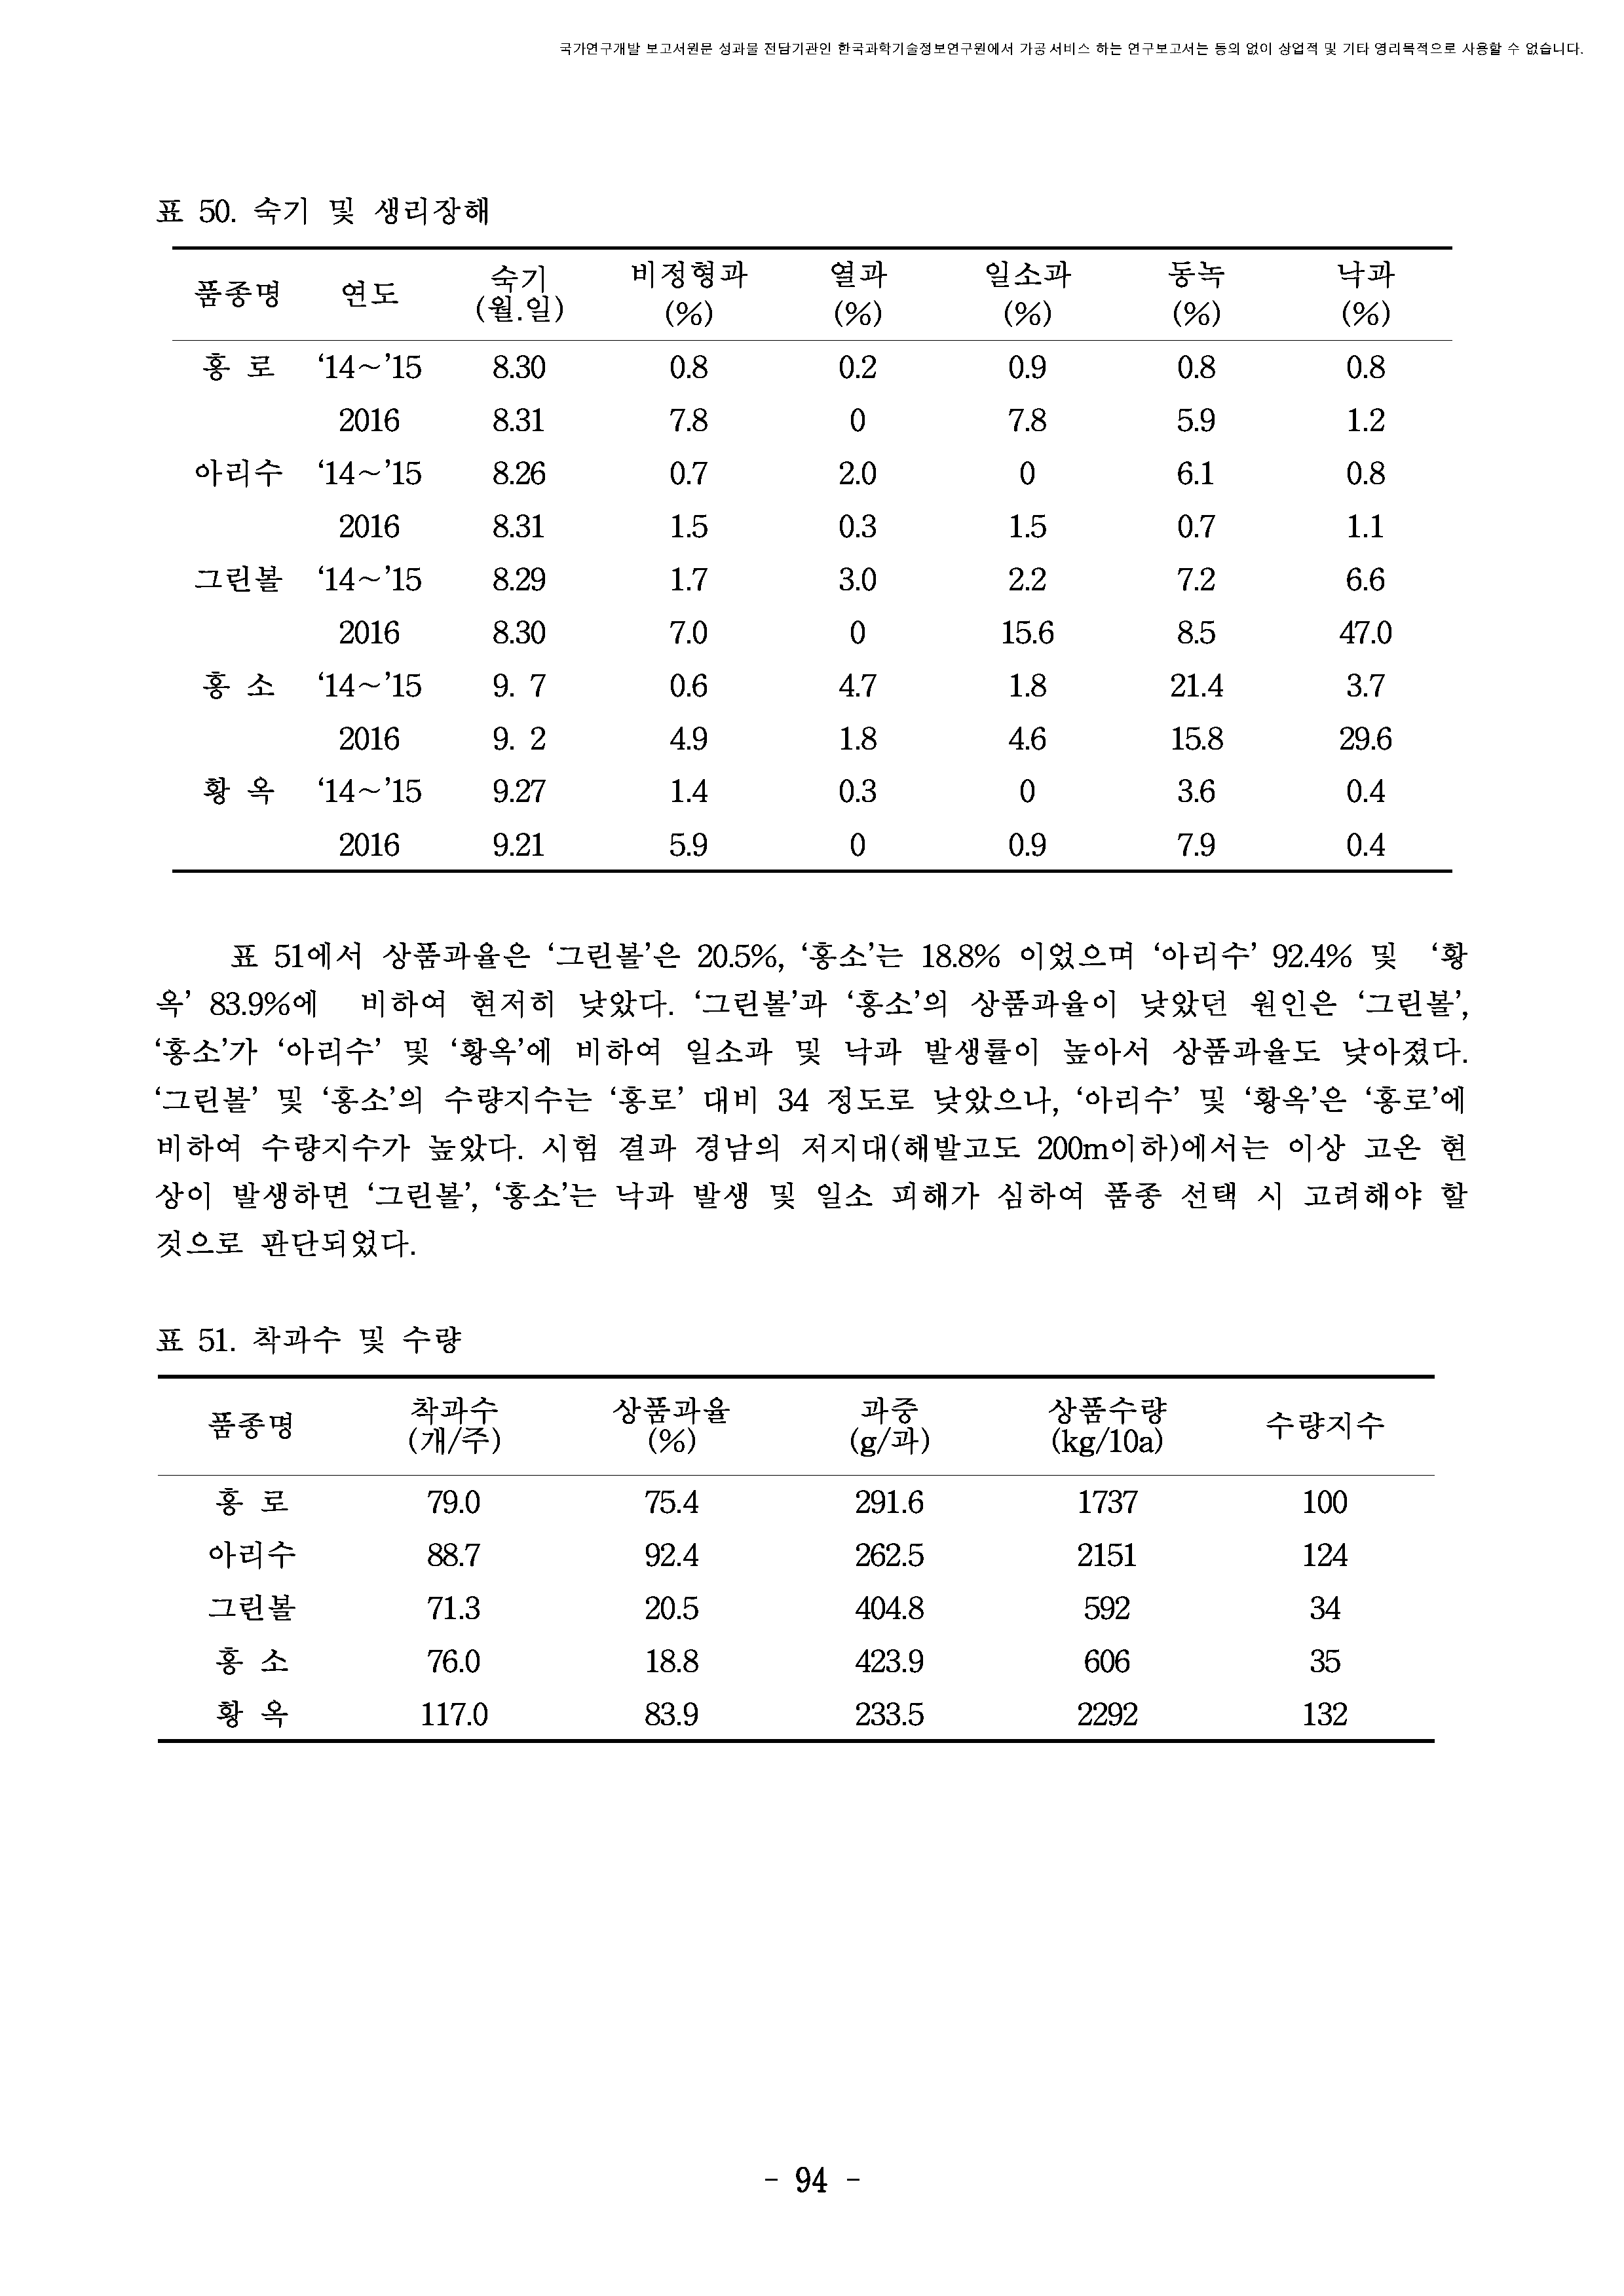 국가연구개발 보고서원문 성과물 전담기관인 한국과학기술정보연구원에서 가공·서비스 하는 연구보고서는 동의 없이 상업적 및 기타 영리목적으로 사용할 수 없습니다.
표 50. 숙기 및 생리장해
품종명 연도 숙기 (월.일) 비정형과 (%) 열과 (%) 일소과 (%) 동녹 (%) 낙과 (%)
홍 로 ‘14~’15 8.30 0.8 0.2 0.9 0.8 0.8
2016 8.31 7.8 0 7.8 5.9 1.2
아리수 ‘14~’15 8.26 0.7 2.0 0 6.1 0.8
2016 8.31 1.5 0.3 1.5 0.7 1.1
그린볼 ‘14~’15 8.29 1.7 3.0 2.2 7.2 6.6
2016 8.30 7.0 0 15.6 8.5 47.0
홍 소 ‘14~’15 9. 7 0.6 4.7 1.8 21.4 3.7
2016 9. 2 4.9 1.8 4.6 15.8 29.6
황 옥 ‘14~’15 9.27 1.4 0.3 0 3.6 0.4
2016 9.21 5.9 0 0.9 7.9 0.4
표 51에서 상품과율은 ‘그린볼’은 20.5%, ‘홍소’는 18.8% 이었으며 ‘아리수’ 92.4% 및 ‘황
옥’ 83.9%에 비하여 현저히 낮았다. ‘그린볼’과 ‘홍소’의 상품과율이 낮았던 원인은 ‘그린볼’,
‘홍소’가 ‘아리수’ 및 ‘황옥’에 비하여 일소과 및 낙과 발생률이 높아서 상품과율도 낮아졌다.
‘그린볼’ 및 ‘홍소’의 수량지수는 ‘홍로’ 대비 34 정도로 낮았으나, ‘아리수’ 및 ‘황옥’은 ‘홍로’에
비하여 수량지수가 높았다. 시험 결과 경남의 저지대(해발고도 200m이하)에서는 이상 고온 현
상이 발생하면 ‘그린볼’, ‘홍소’는 낙과 발생 및 일소 피해가 심하여 품종 선택 시 고려해야 할
것으로 판단되었다.
표 51. 착과수 및 수량
품종명 착과수 (개/주) 상품과율 (%) 과중 (g/과) 상품수량 (kg/10a) 수량지수
홍 로 79.0 75.4 291.6 1737 100
아리수 88.7 92.4 262.5 2151 124
그린볼 71.3 20.5 404.8 592 34
홍 소 76.0 18.8 423.9 606 35
황 옥 117.0 83.9 233.5 2292 132
- 94 -